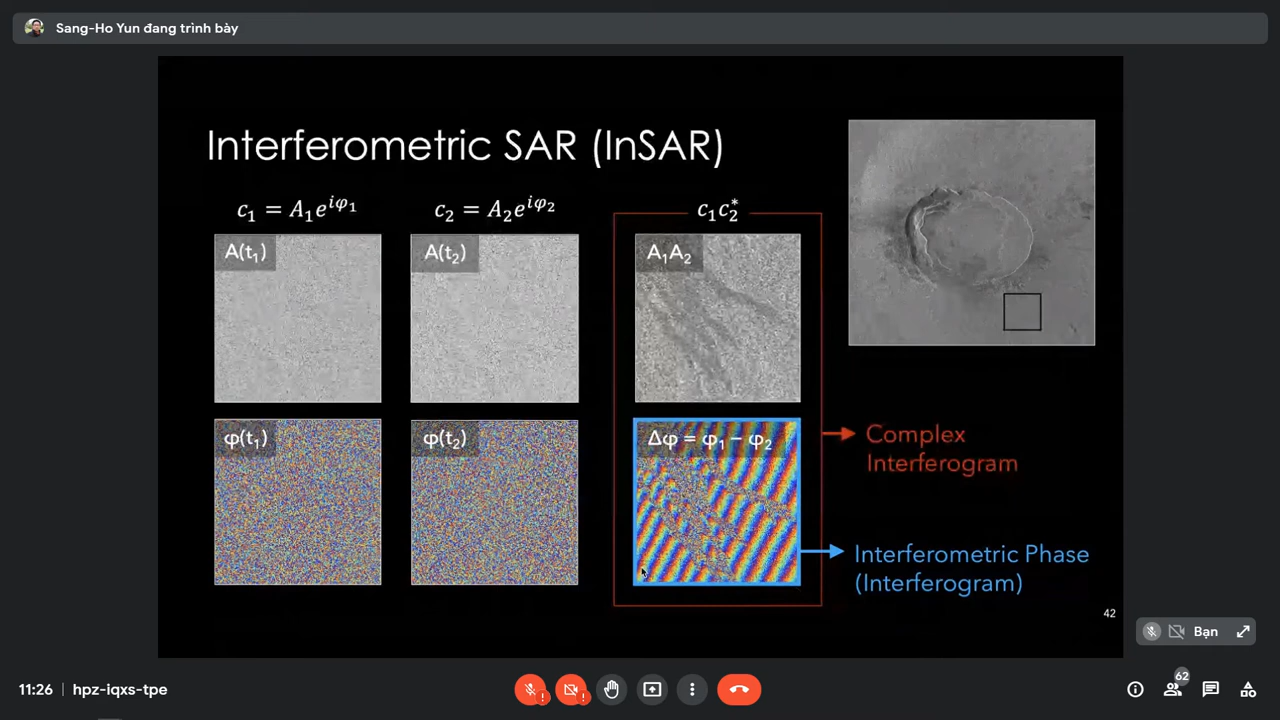 Sang-Ho Yun đang trình bày
Interferometric SAR (InSAR)
c₁ = A₁e^{iφ₁}
c₂ = A₂e^{iφ₂}
c₁c₂*
A(t₁)
A(t₂)
A₁A₂
φ(t₁)
φ(t₂)
Δφ = φ₁ − φ₂
Complex
Interferogram
Interferometric Phase
(Interferogram)
42
Bạn
11:26 | hpz-iqxs-tpe
62